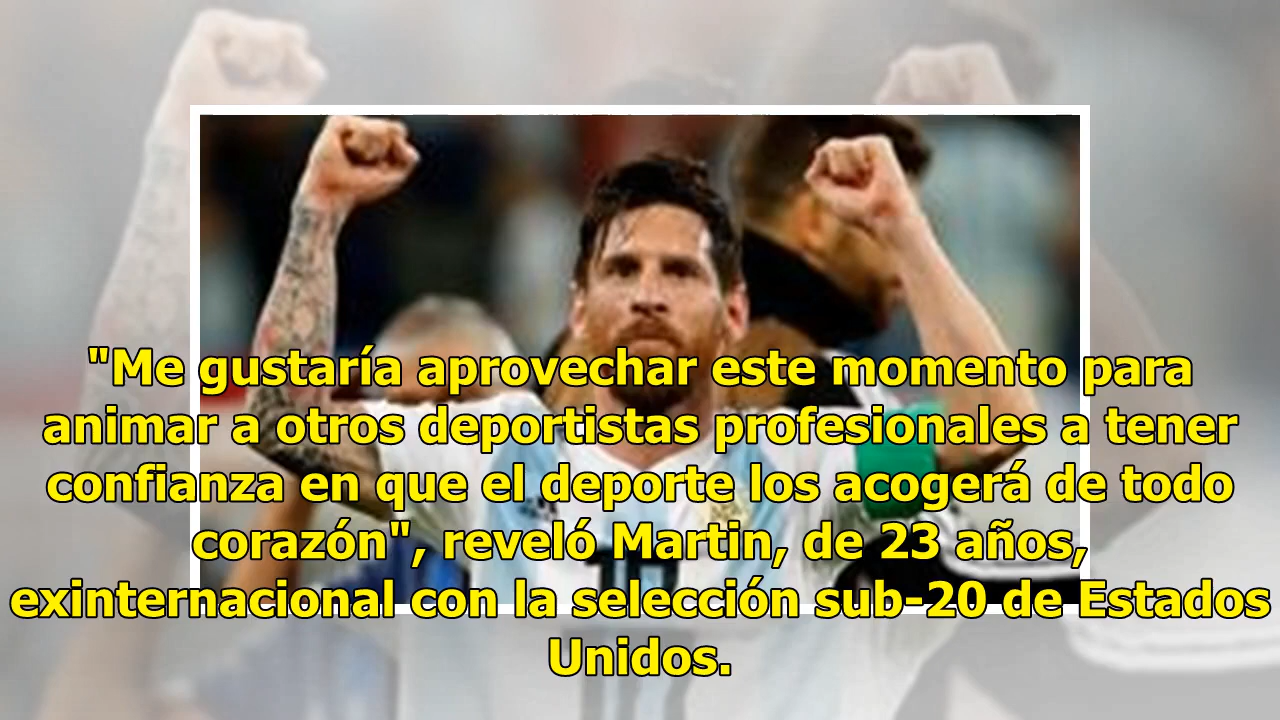 "Me gustaría aprovechar este momento para
animar a otros deportistas profesionales a tener
confianza en que el deporte los acogerá de todo
corazón", reveló Martin, de 23 años,
exinternacional con la selección sub-20 de Estados
Unidos.
10